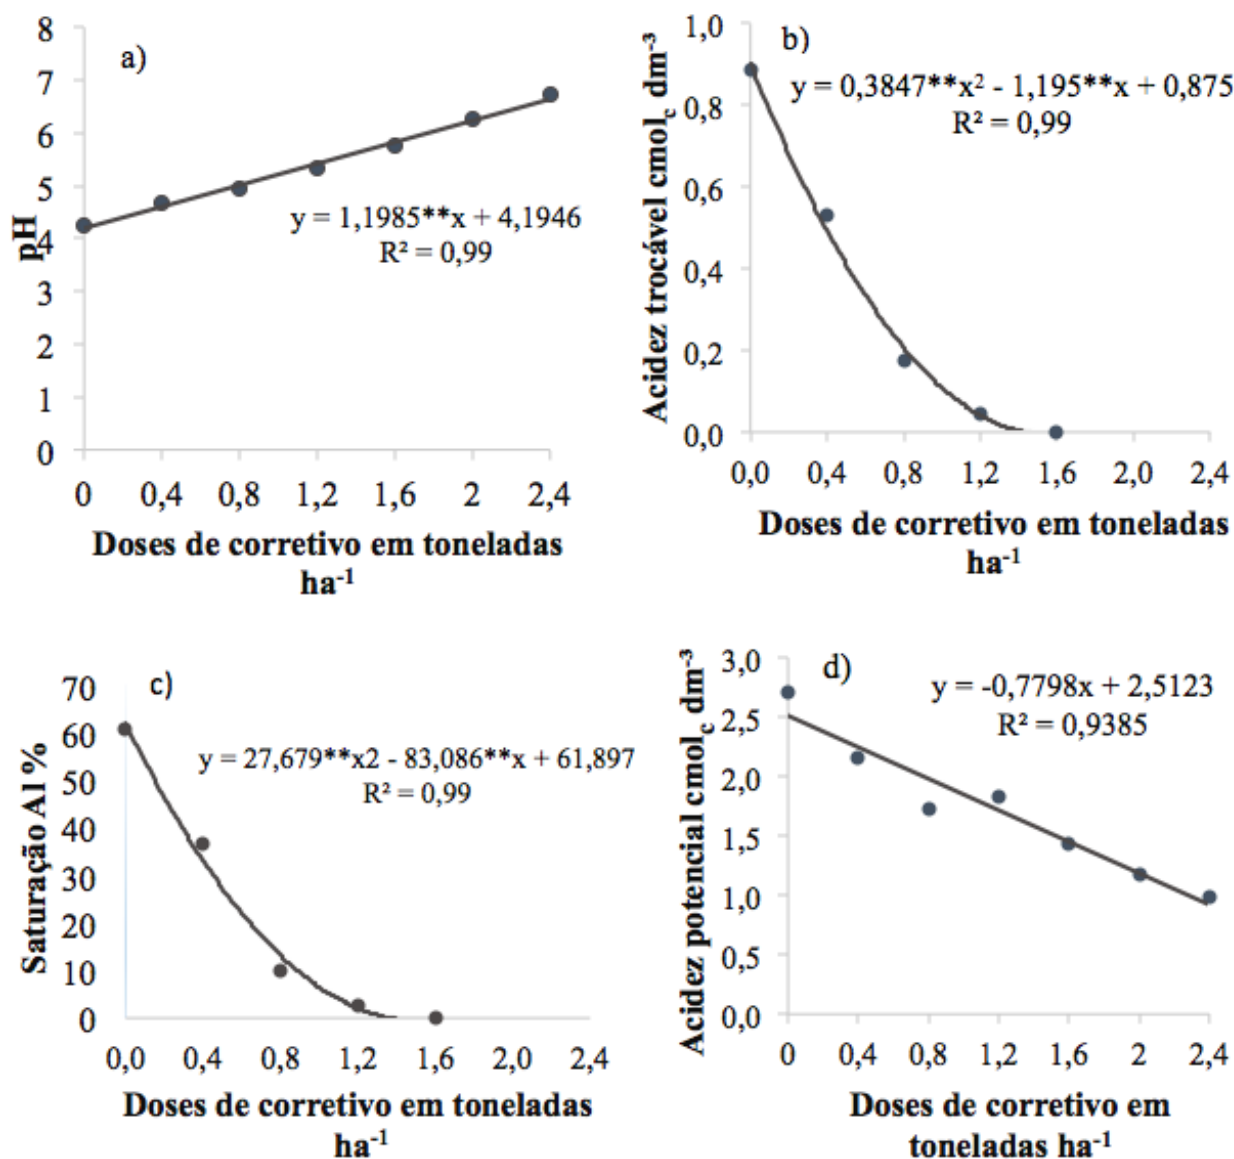 a)
8
7
6
5
4
3
2
1
0
pH
y = 1,1985**x + 4,1946
R² = 0,99
0 0,4 0,8 1,2 1,6 2 2,4
Doses de corretivo em toneladas
ha⁻¹
b)
1,0
0,8
0,6
0,4
0,2
0,0
Acidez trocável cmol꜀ dm⁻³
y = 0,3847**x² - 1,195**x + 0,875
R² = 0,99
0,0 0,4 0,8 1,2 1,6 2,0 2,4
Doses de corretivo em toneladas
ha⁻¹
c)
70
60
50
40
30
20
10
0
Saturação Al %
y = 27,679**x2 - 83,086**x + 61,897
R² = 0,99
0,0 0,4 0,8 1,2 1,6 2,0 2,4
Doses de corretivo em toneladas
ha⁻¹
d)
3,0
2,5
2,0
1,5
1,0
0,5
0,0
Acidez potencial cmol꜀ dm⁻³
y = -0,7798x + 2,5123
R² = 0,9385
0 0,4 0,8 1,2 1,6 2 2,4
Doses de corretivo em
toneladas ha⁻¹